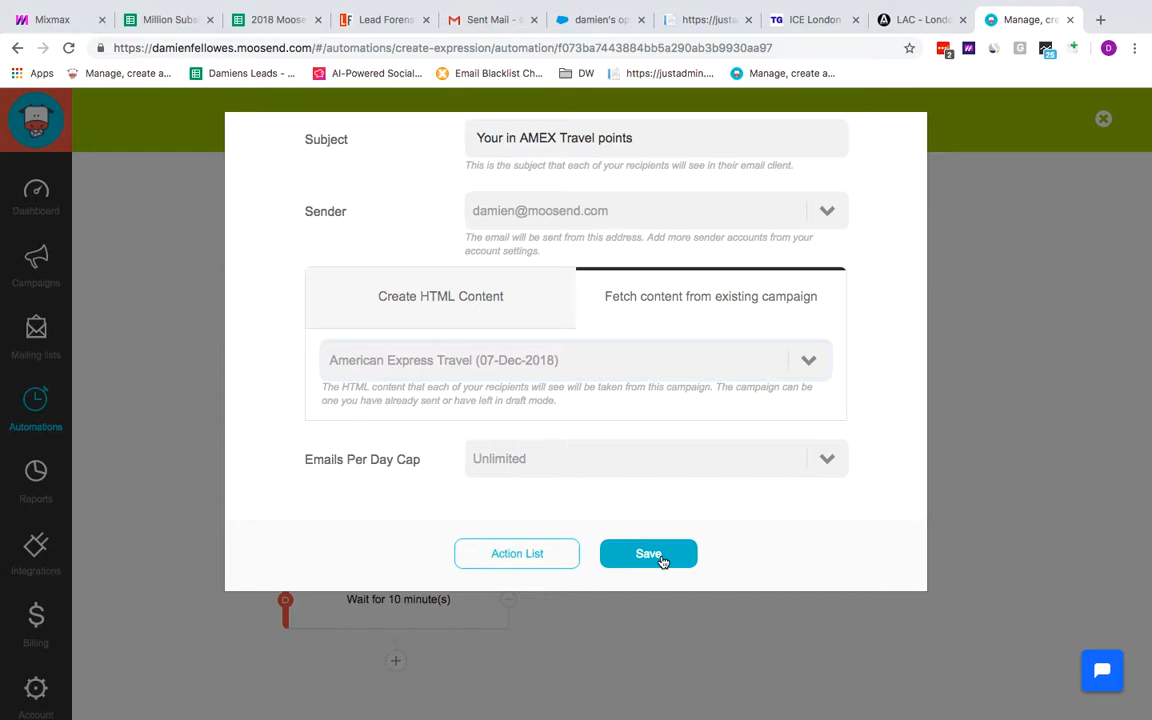 Mixmax
Million Subs
2018 Moose
Lead Forens
Sent Mail - d
damien's op
https://justa
ICE London
LAC - Londo
Manage, cre
https://damienfellowes.moosend.com/#/automations/create-expression/automation/f073ba7443884bb5a290ab3b9930aa97
2
25
D
Apps
Manage, create a...
Damiens Leads - ...
AI-Powered Social...
Email Blacklist Ch...
DW
https://justadmin....
Manage, create a...
Subject
Your in AMEX Travel points
This is the subject that each of your recipients will see in their email client.
Sender
damien@moosend.com
The email will be sent from this address. Add more sender accounts from your
account settings.
Create HTML Content
Fetch content from existing campaign
American Express Travel (07-Dec-2018)
The HTML content that each of your recipients will see will be taken from this campaign. The campaign can be
one you have already sent or have left in draft mode.
Emails Per Day Cap
Unlimited
Action List
Save
D
Wait for 10 minute(s)
Dashboard
Campaigns
Mailing lists
Automations
Reports
Integrations
Billing
Account